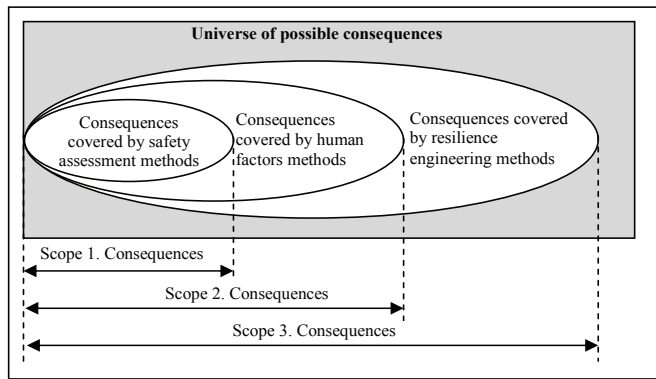 Universe of possible consequences
Consequences
covered by safety
assessment methods
Consequences
covered by human
factors methods
Consequences covered
by resilience
engineering methods
Scope 1. Consequences
Scope 2. Consequences
Scope 3. Consequences